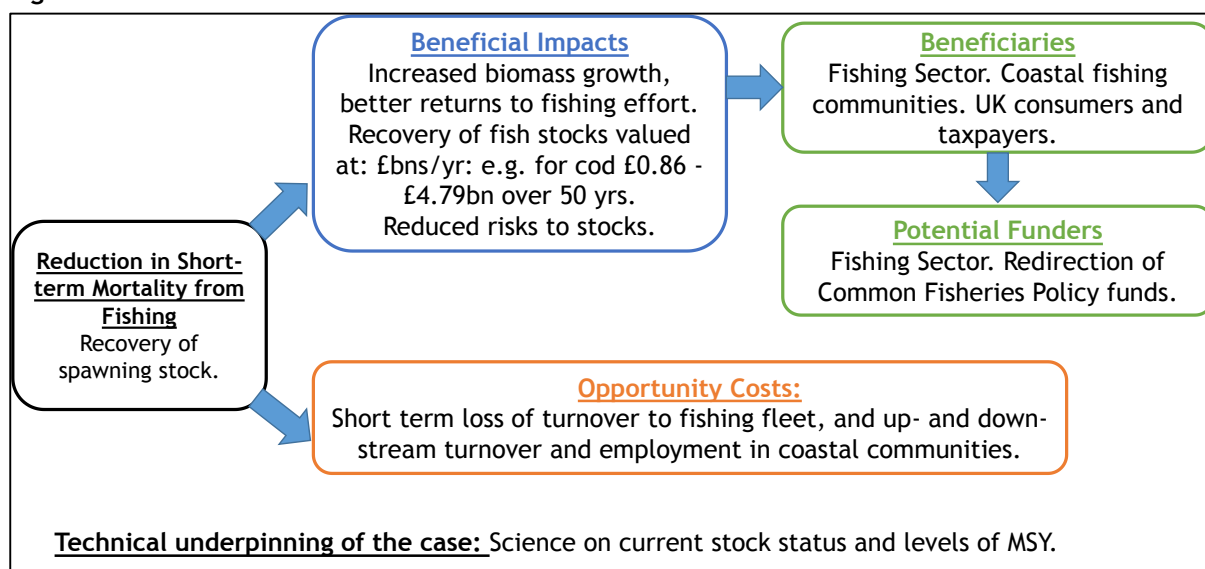 Reduction in Short-
term Mortality from
Fishing
Recovery of
spawning stock.
Beneficial Impacts
Increased biomass growth,
better returns to fishing effort.
Recovery of fish stocks valued
at: £bns/yr: e.g. for cod £0.86 -
£4.79bn over 50 yrs.
Reduced risks to stocks.
Beneficiaries
Fishing Sector. Coastal fishing
communities. UK consumers and
taxpayers.
Potential Funders
Fishing Sector. Redirection of
Common Fisheries Policy funds.
Opportunity Costs:
Short term loss of turnover to fishing fleet, and up- and down-
stream turnover and employment in coastal communities.
Technical underpinning of the case: Science on current stock status and levels of MSY.